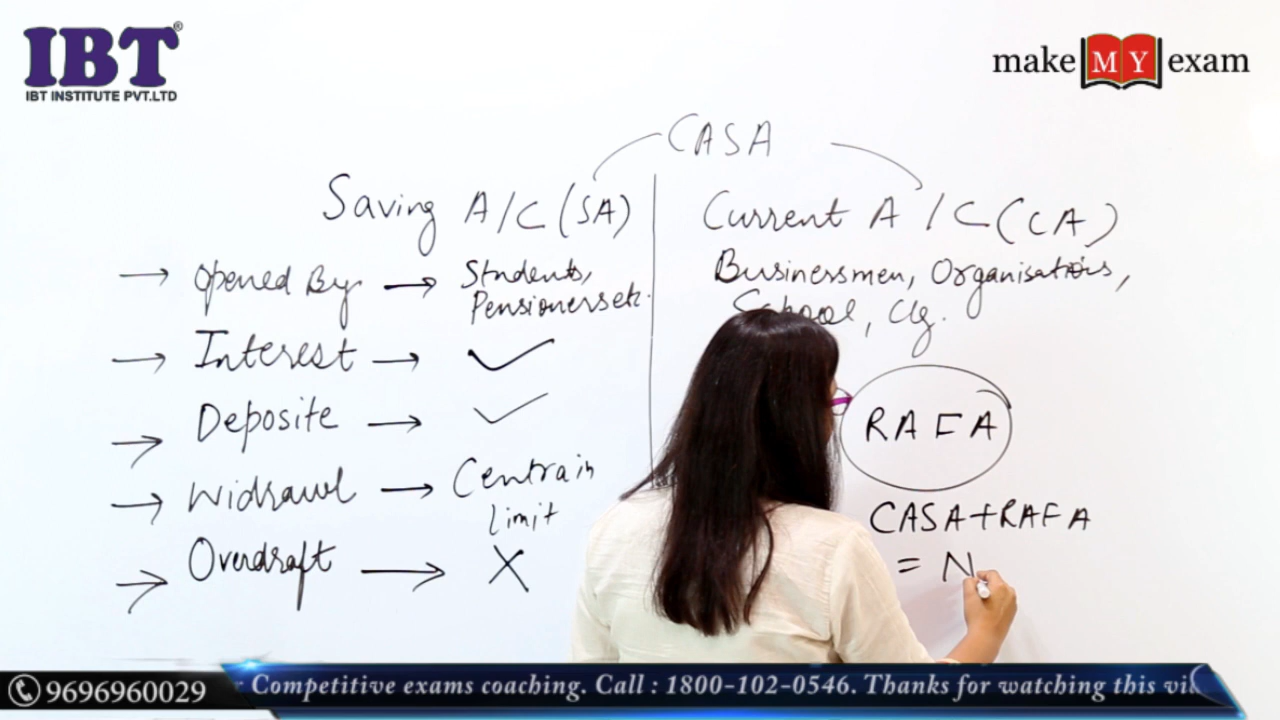 IBT®
IBT INSTITUTE PVT.LTD
make MY exam
CASA
Saving A/C (SA)
Current A/C (CA)
→ Opened By → Students,
Pensioners etc.
Businessmen, Organisations,
School, Clg.
→ Interest → ✓
→ Deposite → ✓
→ Widrawl → Centrain
limit
→ Overdraft → X
RAFA
CASA+RAFA
= N
9696960029
r Competitive exams coaching. Call : 1800-102-0546. Thanks for watching this vi